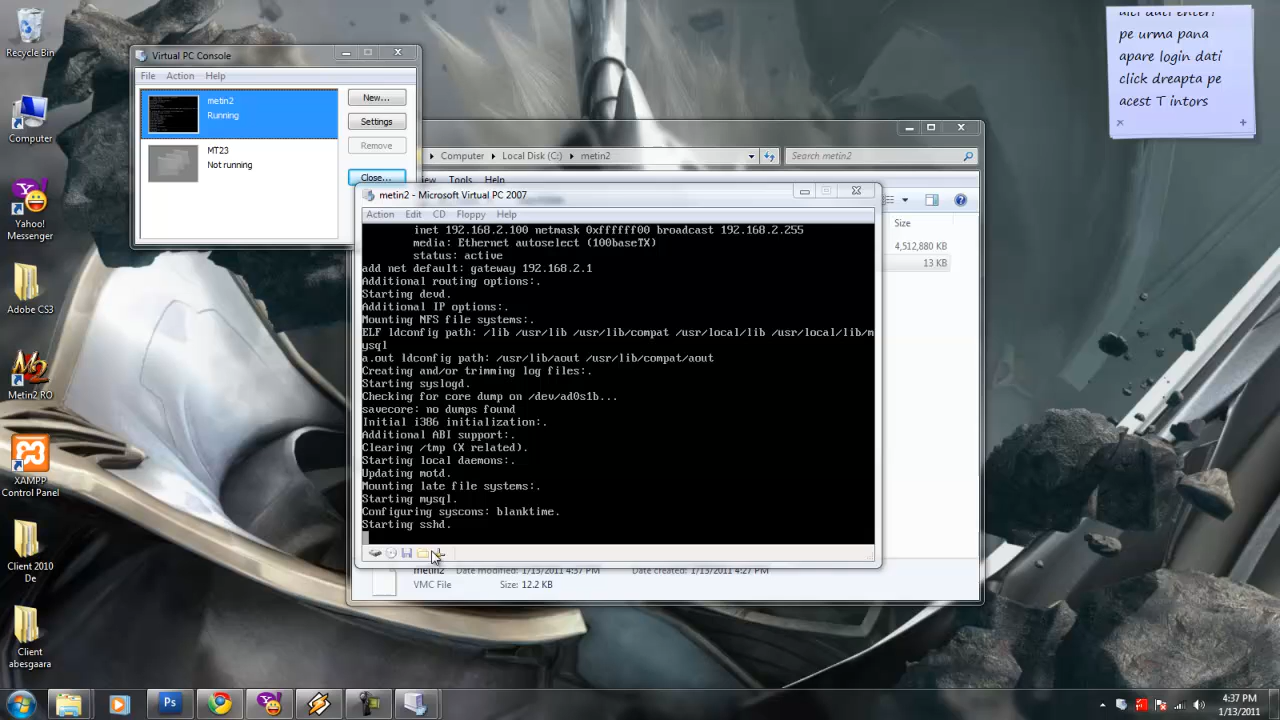 Recycle Bin
Computer
Yahoo!
Messenger
Adobe CS3
Metin2 RO
XAMPP
Control Panel
Client 2010
De
Client
abesgaara
Virtual PC Console
File Action Help
metin2
Running
MT23
Not running
New...
Settings
Remove
Close...
Computer Local Disk (C:) metin2
Search metin2
Tools Help
Size
4,512,880 KB
13 KB
metin2 - Microsoft Virtual PC 2007
Action Edit CD Floppy Help
inet 192.168.2.100 netmask 0xffffff00 broadcast 192.168.2.255
media: Ethernet autoselect (100baseTX)
status: active
add net default: gateway 192.168.2.1
Additional routing options:.
Starting devd.
Additional IP options:.
Mounting NFS file systems:.
ELF ldconfig path: /lib /usr/lib /usr/lib/compat /usr/local/lib /usr/local/lib/m
ysql
a.out ldconfig path: /usr/lib/aout /usr/lib/compat/aout
Creating and/or trimming log files:.
Starting syslogd.
Checking for core dump on /dev/ad0s1b...
savecore: no dumps found
Initial i386 initialization:.
Additional ABI support:.
Clearing /tmp (X related).
Starting local daemons:.
Updating motd.
Mounting late file systems:.
Starting mysql.
Configuring syscons: blanktime.
Starting sshd.
metin2 Date modified: 1/13/2011 4:37 PM Date created: 1/13/2011 4:27 PM
VMC File Size: 12.2 KB
pe urma pana
apare login dati
click dreapta pe
acest T intors
Ps
4:37 PM
1/13/2011